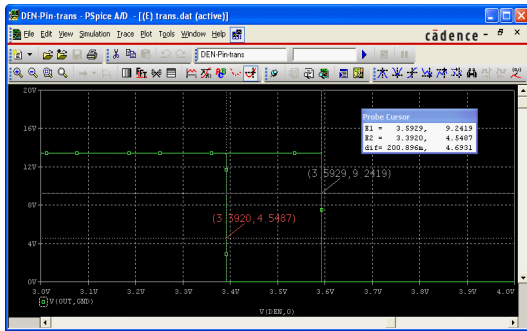 DEN-Pin-trans - PSpice A/D - [(E) trans.dat (active)]
File Edit View Simulation Trace Plot Tools Window Help
cādence
DEN-Pin-trans
20V
16V
12V
8V
4V
0V
Probe Cursor
E1 = 3.5929, 9.2419
E2 = 3.3920, 4.5487
dif= 200.896m, 4.6931
(3.5929,9.2419)
(3.3920,4.5487)
3.0V 3.1V 3.2V 3.3V 3.4V 3.5V 3.6V 3.7V 3.8V 3.9V 4.0V
V(OUT,GND)
V(DEN,0)